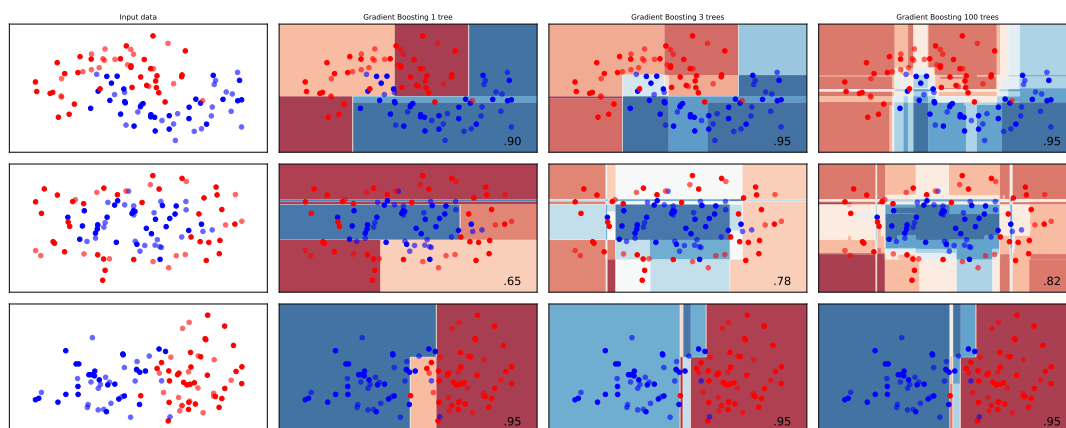 Input data
Gradient Boosting 1 tree
Gradient Boosting 3 trees
Gradient Boosting 100 trees
.90
.95
.95
.65
.78
.82
.95
.95
.95